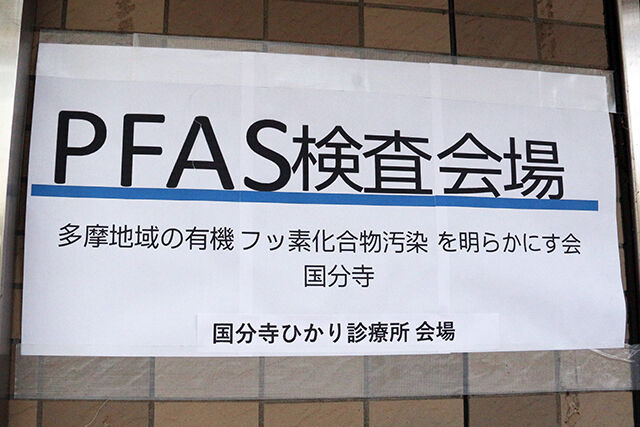 PFAS検査会場
多摩地域の有機フッ素化合物汚染 を明らかにす会
国分寺
国分寺ひかり診療所 会場